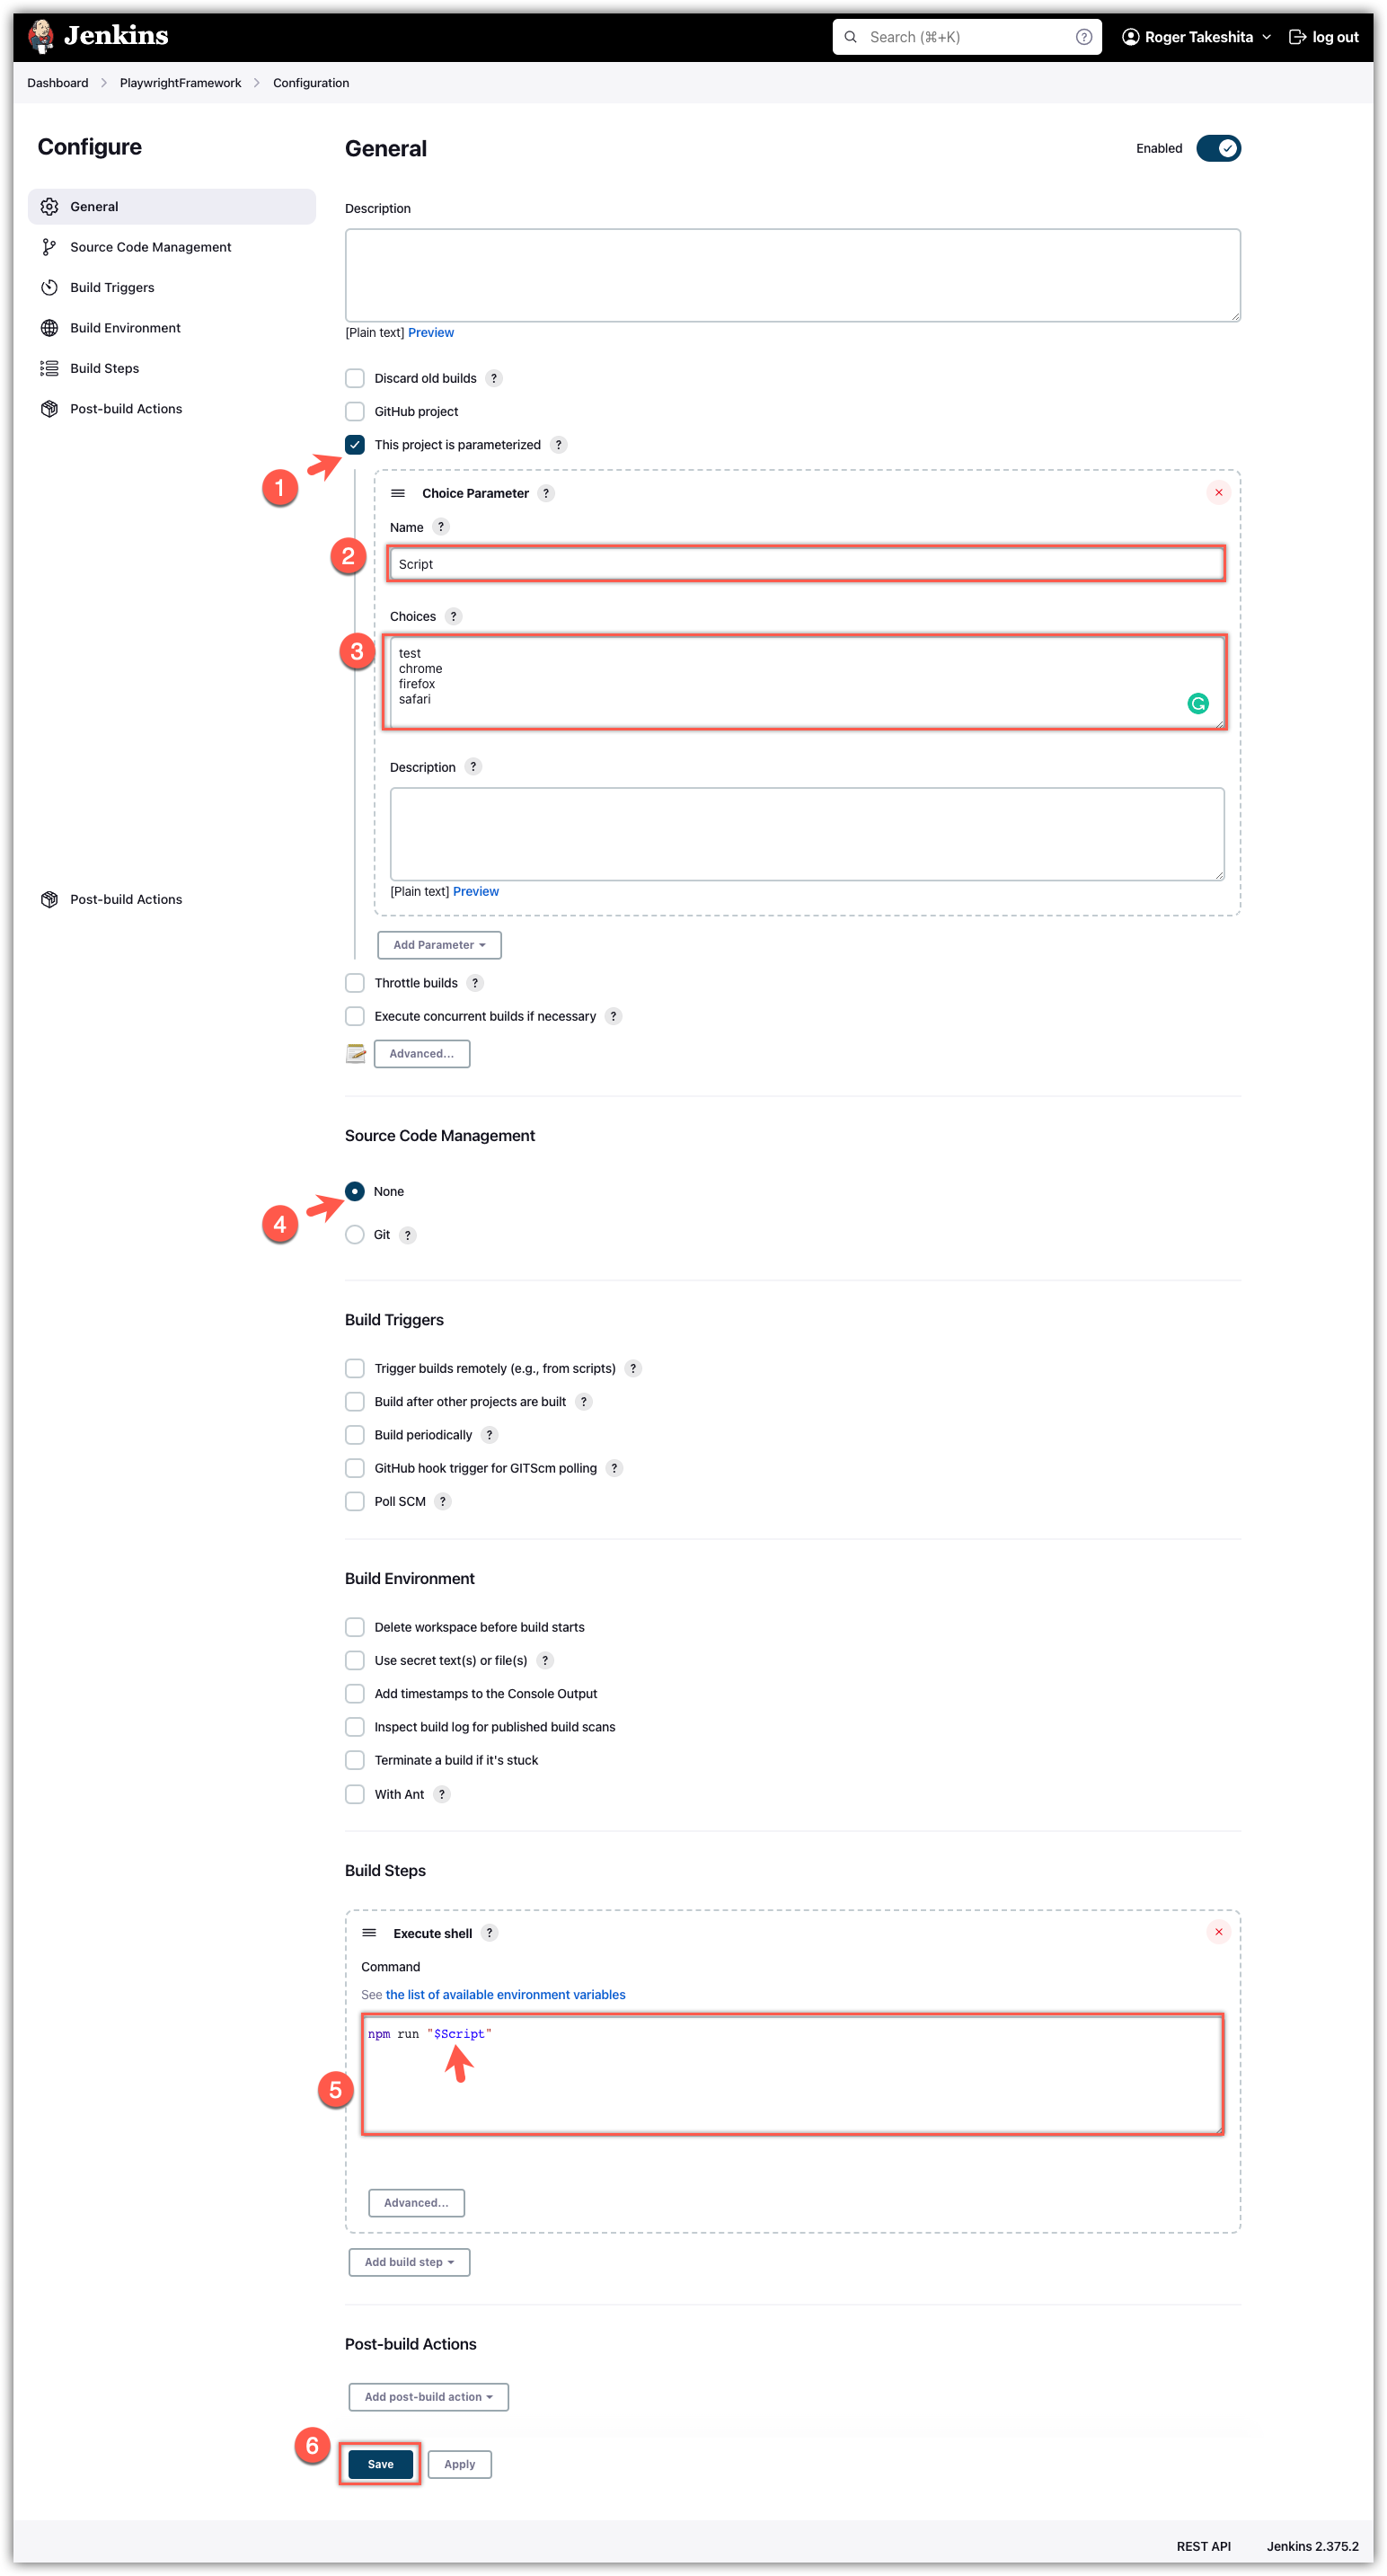 Jenkins
Search (⌘+K)
?
Roger Takeshita
log out
Dashboard
PlaywrightFramework
Configuration
Configure
General
Source Code Management
Build Triggers
Build Environment
Build Steps
Post-build Actions
Post-build Actions
General
Enabled
Description
[Plain text] Preview
Discard old builds ?
GitHub project
This project is parameterized ?
1
Choice Parameter ?
Name ?
2
Script
Choices ?
3
test
chrome
firefox
safari
Description ?
[Plain text] Preview
Add Parameter
Throttle builds ?
Execute concurrent builds if necessary ?
Advanced...
Source Code Management
None
4
Git ?
Build Triggers
Trigger builds remotely (e.g., from scripts) ?
Build after other projects are built ?
Build periodically ?
GitHub hook trigger for GITScm polling ?
Poll SCM ?
Build Environment
Delete workspace before build starts
Use secret text(s) or file(s) ?
Add timestamps to the Console Output
Inspect build log for published build scans
Terminate a build if it's stuck
With Ant ?
Build Steps
Execute shell ?
Command
See the list of available environment variables
npm run "$Script"
5
Advanced...
Add build step
Post-build Actions
Add post-build action
6
Save
Apply
REST API
Jenkins 2.375.2